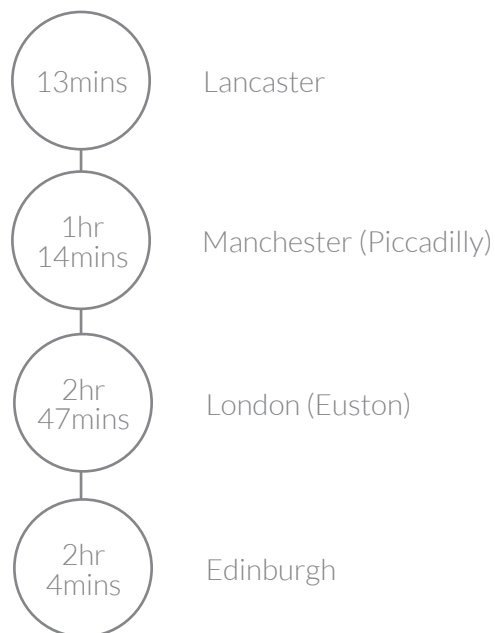 13mins
Lancaster
1hr
14mins
Manchester (Piccadilly)
2hr
47mins
London (Euston)
2hr
4mins
Edinburgh